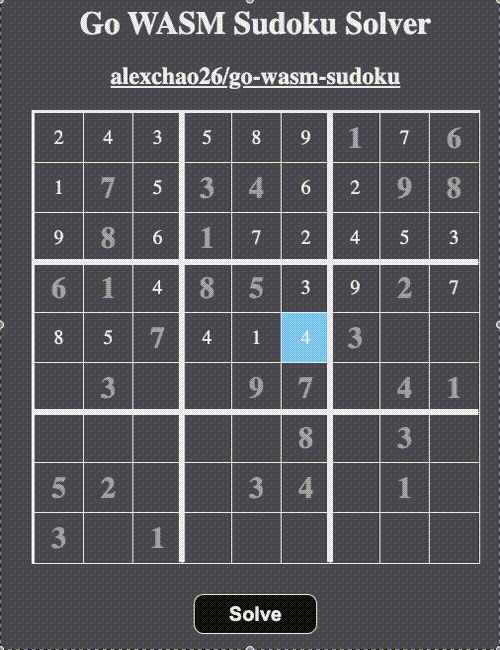 Go WASM Sudoku Solver
alexchao26/go-wasm-sudoku
2 4 3 5 8 9 1 7 6
1 7 5 3 4 6 2 9 8
9 8 6 1 7 2 4 5 3
6 1 4 8 5 3 9 2 7
8 5 7 4 1 4 3
3 9 7 4 1
8 3
5 2 3 4 1
3 1
Solve